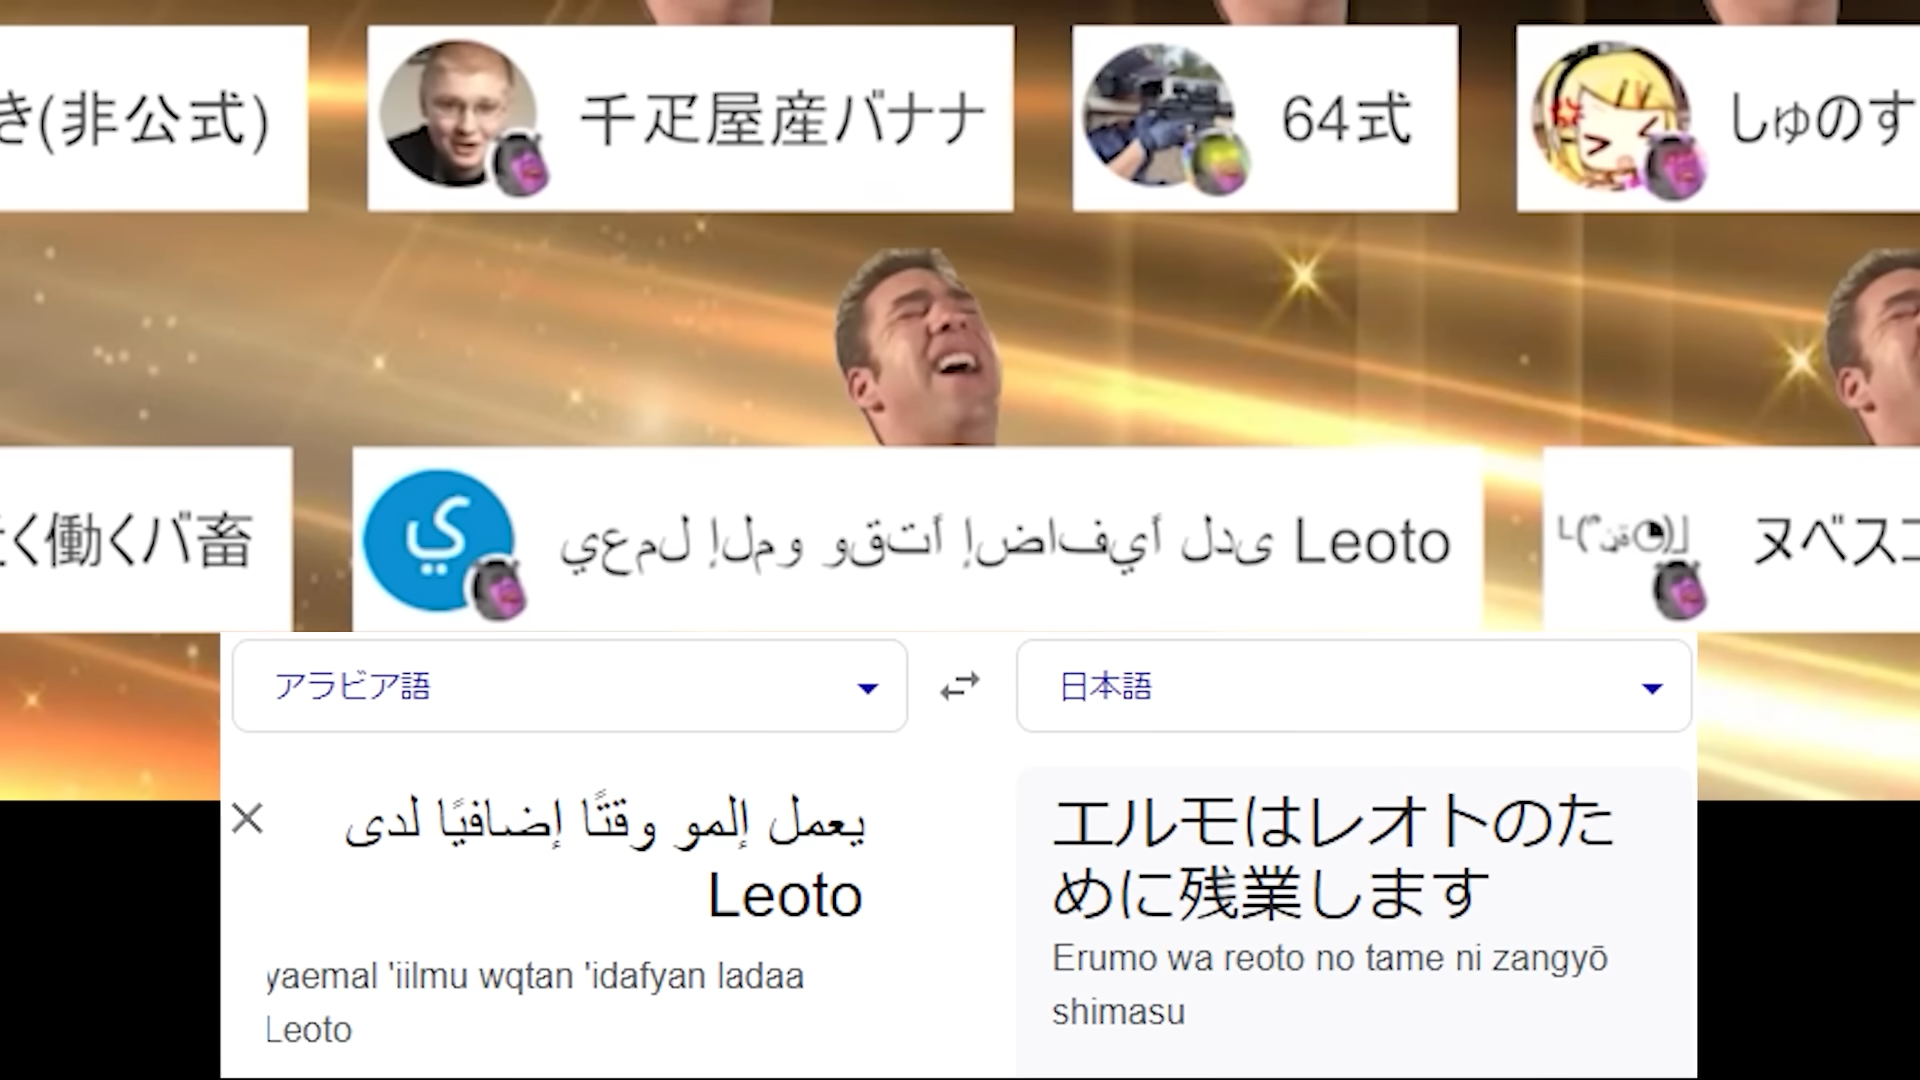 き(非公式)
千疋屋産バナナ
64式
しゅのす
く働くバ畜
ي
يعمل إلمو وقتًا إضافيًا لدى Leoto
ヌベスコ
アラビア語
日本語
يعمل إلمو وقتًا إضافيًا لدى
Leoto
yaemal 'iilmu wqtan 'idafyan ladaa
Leoto
エルモはレオトのた
めに残業します
Erumo wa reoto no tame ni zangyō
shimasu